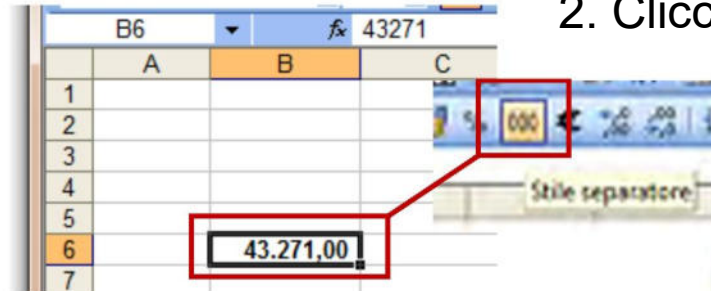 2. Clicc
B6 fx 43271
A B C
1
2
3
4
5
6 43.271,00
7
% 000 €
Stile separatore